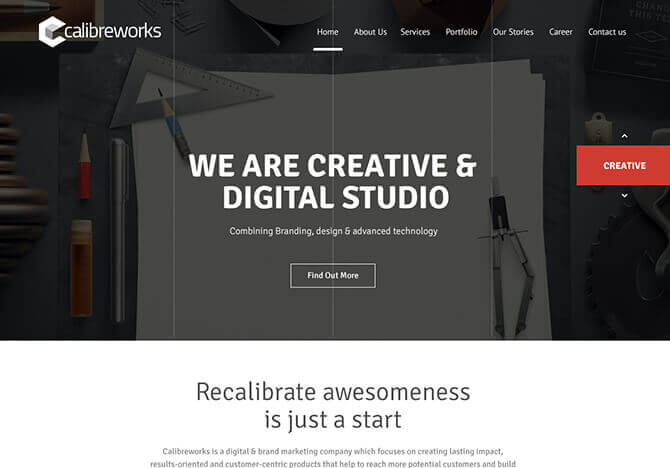 calibreworks
Home About Us Services Portfolio Our Stories Career Contact us
WE ARE CREATIVE &
DIGITAL STUDIO
CREATIVE
Combining Branding, design & advanced technology
Find Out More
Recalibrate awesomeness
is just a start
Calibreworks is a digital & brand marketing company which focuses on creating lasting impact,
results-oriented and customer-centric products that help to reach more potential customers and build